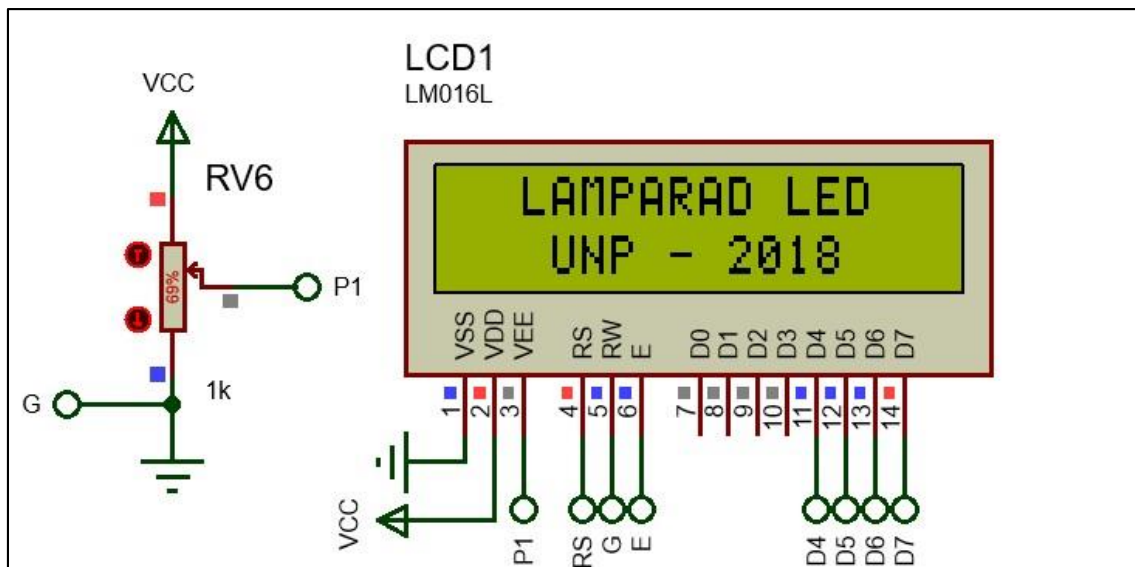 LCD1
LM016L
VCC
RV6
LAMPARAD LED
UNP - 2018
69%
P1
1k
G
VSS
VDD
VEE
RS
RW
E
D0
D1
D2
D3
D4
D5
D6
D7
1
2
3
4
5
6
7
8
9
10
11
12
13
14
VCC
P1
RS
G
E
D4
D5
D6
D7